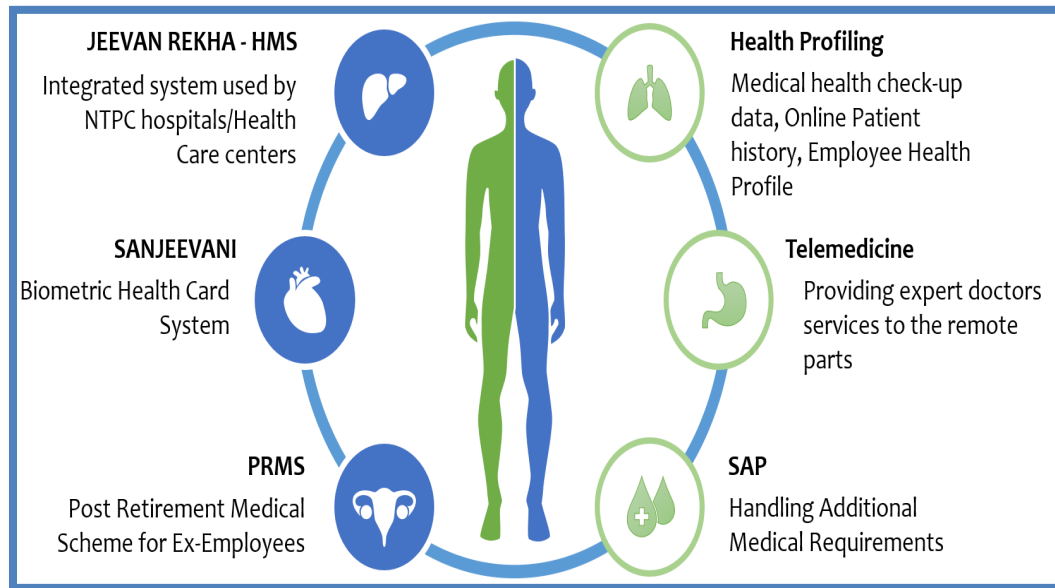 JEEVAN REKHA - HMS
Integrated system used by
NTPC hospitals/Health
Care centers
SANJEEVANI
Biometric Health Card
System
PRMS
Post Retirement Medical
Scheme for Ex-Employees
Health Profiling
Medical health check-up
data, Online Patient
history, Employee Health
Profile
Telemedicine
Providing expert doctors
services to the remote
parts
SAP
Handling Additional
Medical Requirements